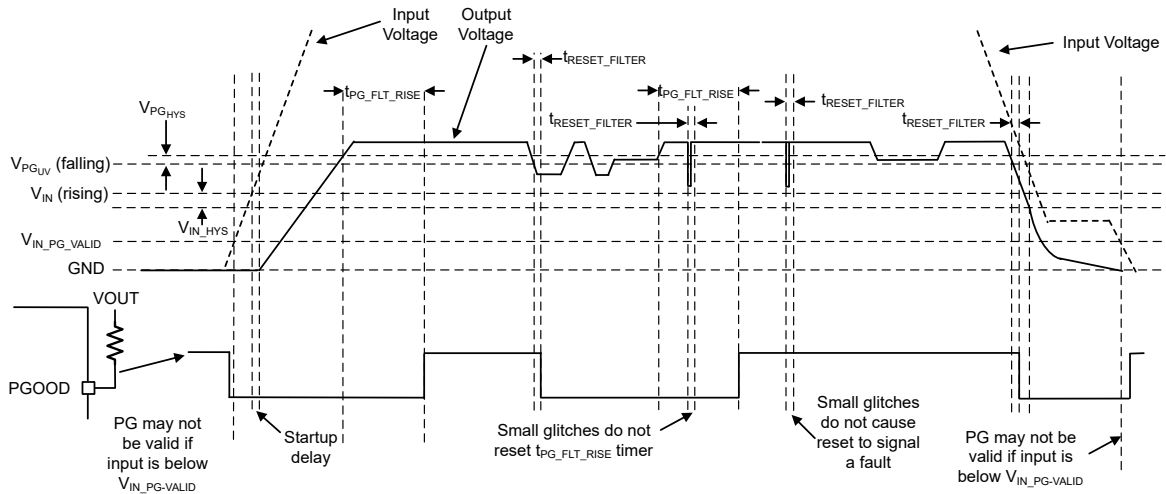 Input
Voltage
Output
Voltage
Input Voltage
tRESET_FILTER
tPG_FLT_RISE
tPG_FLT_RISE
tRESET_FILTER
tRESET_FILTER
tRESET_FILTER
VPGHYS
VPGUV (falling)
VIN (rising)
VIN_HYS
VIN_PG_VALID
GND
VOUT
PGOOD
PG may not
be valid if
input is below
VIN_PG-VALID
Startup
delay
Small glitches do not
reset tPG_FLT_RISE timer
Small glitches
do not cause
reset to signal
a fault
PG may not be
valid if input is
below VIN_PG-VALID